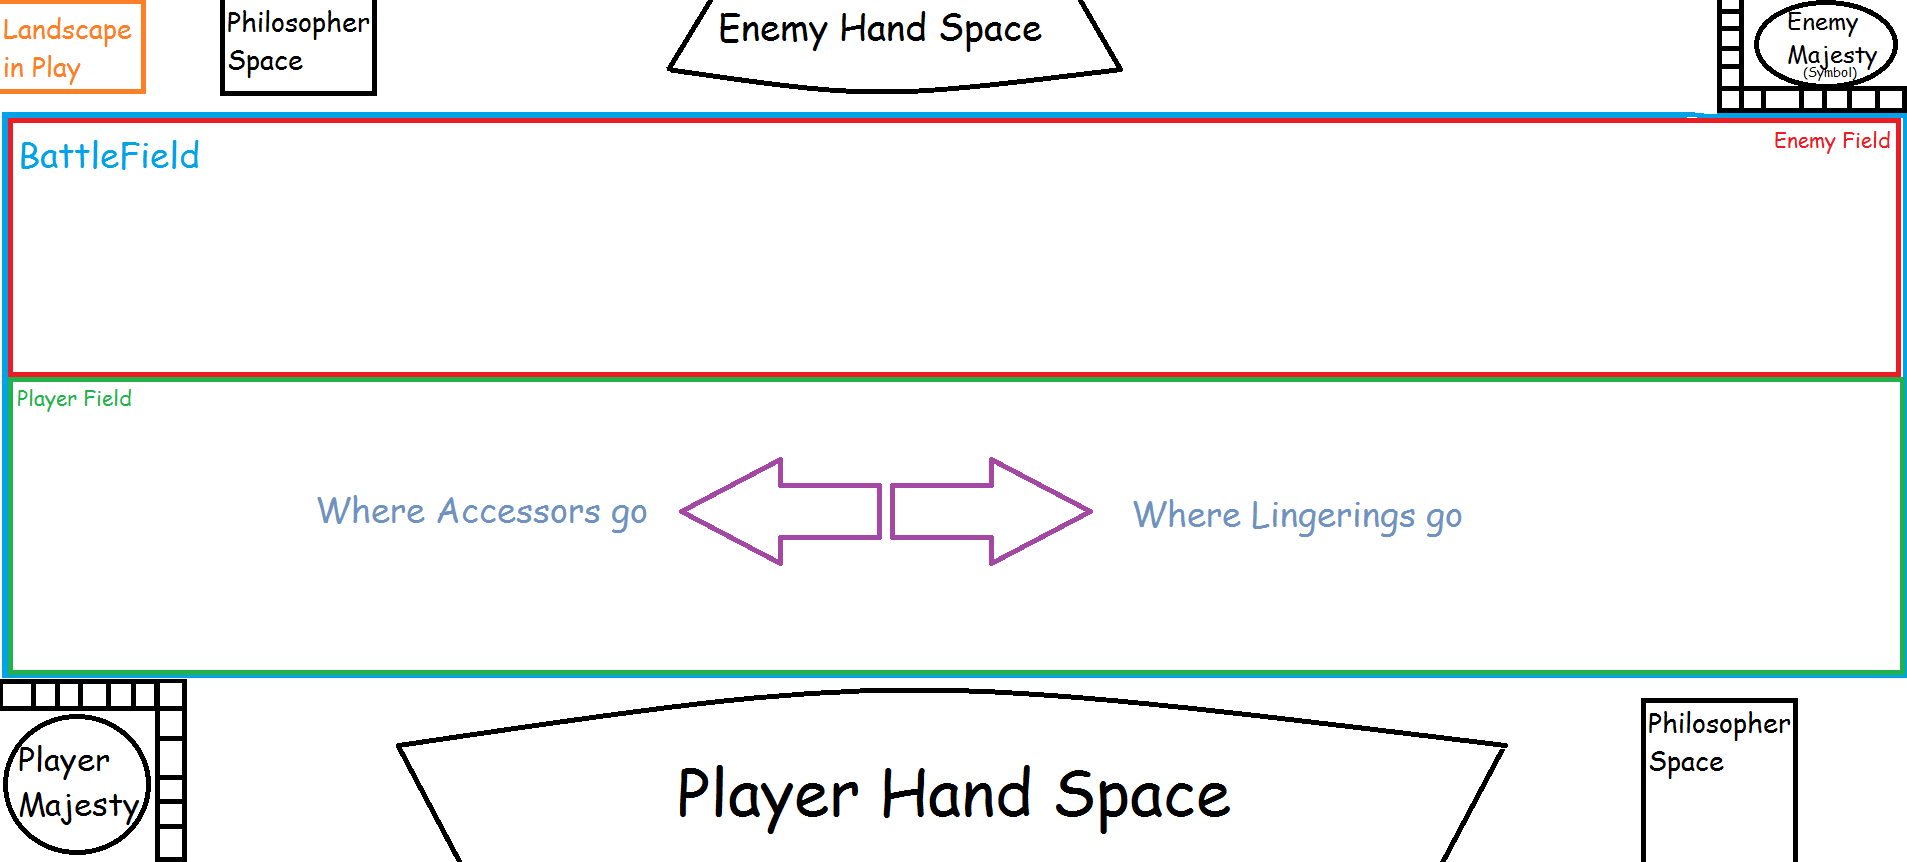 Landscape
in Play
Philosopher
Space
Enemy Hand Space
Enemy
Majesty
(Symbol)
BattleField
Enemy Field
Player Field
Where Accessors go
Where Lingerings go
Player
Majesty
Player Hand Space
Philosopher
Space